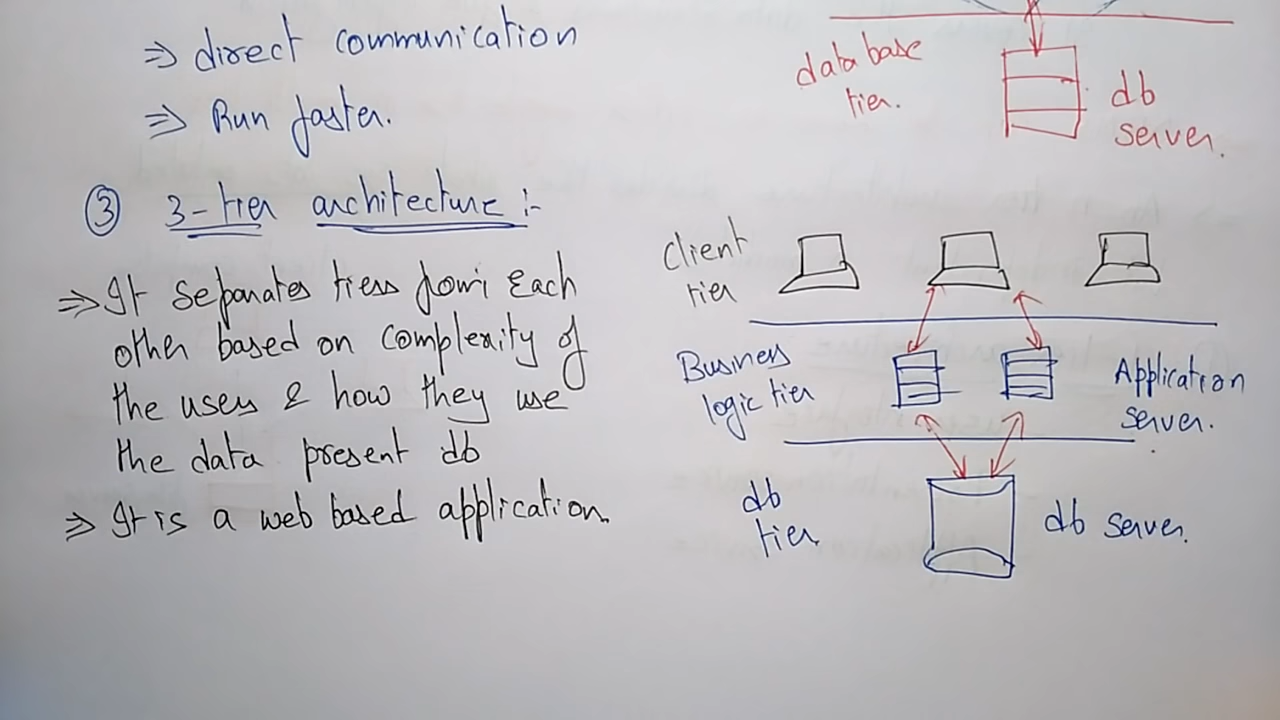 ⇒ direct communication
⇒ Run faster.
database
tier.
db
server.
③ 3-tier architecture :-
⇒ It separates tiers from each
other based on complexity of
the users & how they use
the data present db
⇒ It is a web based application.
Client
tier
Business
logic tier
Application
server.
db
tier
db server.